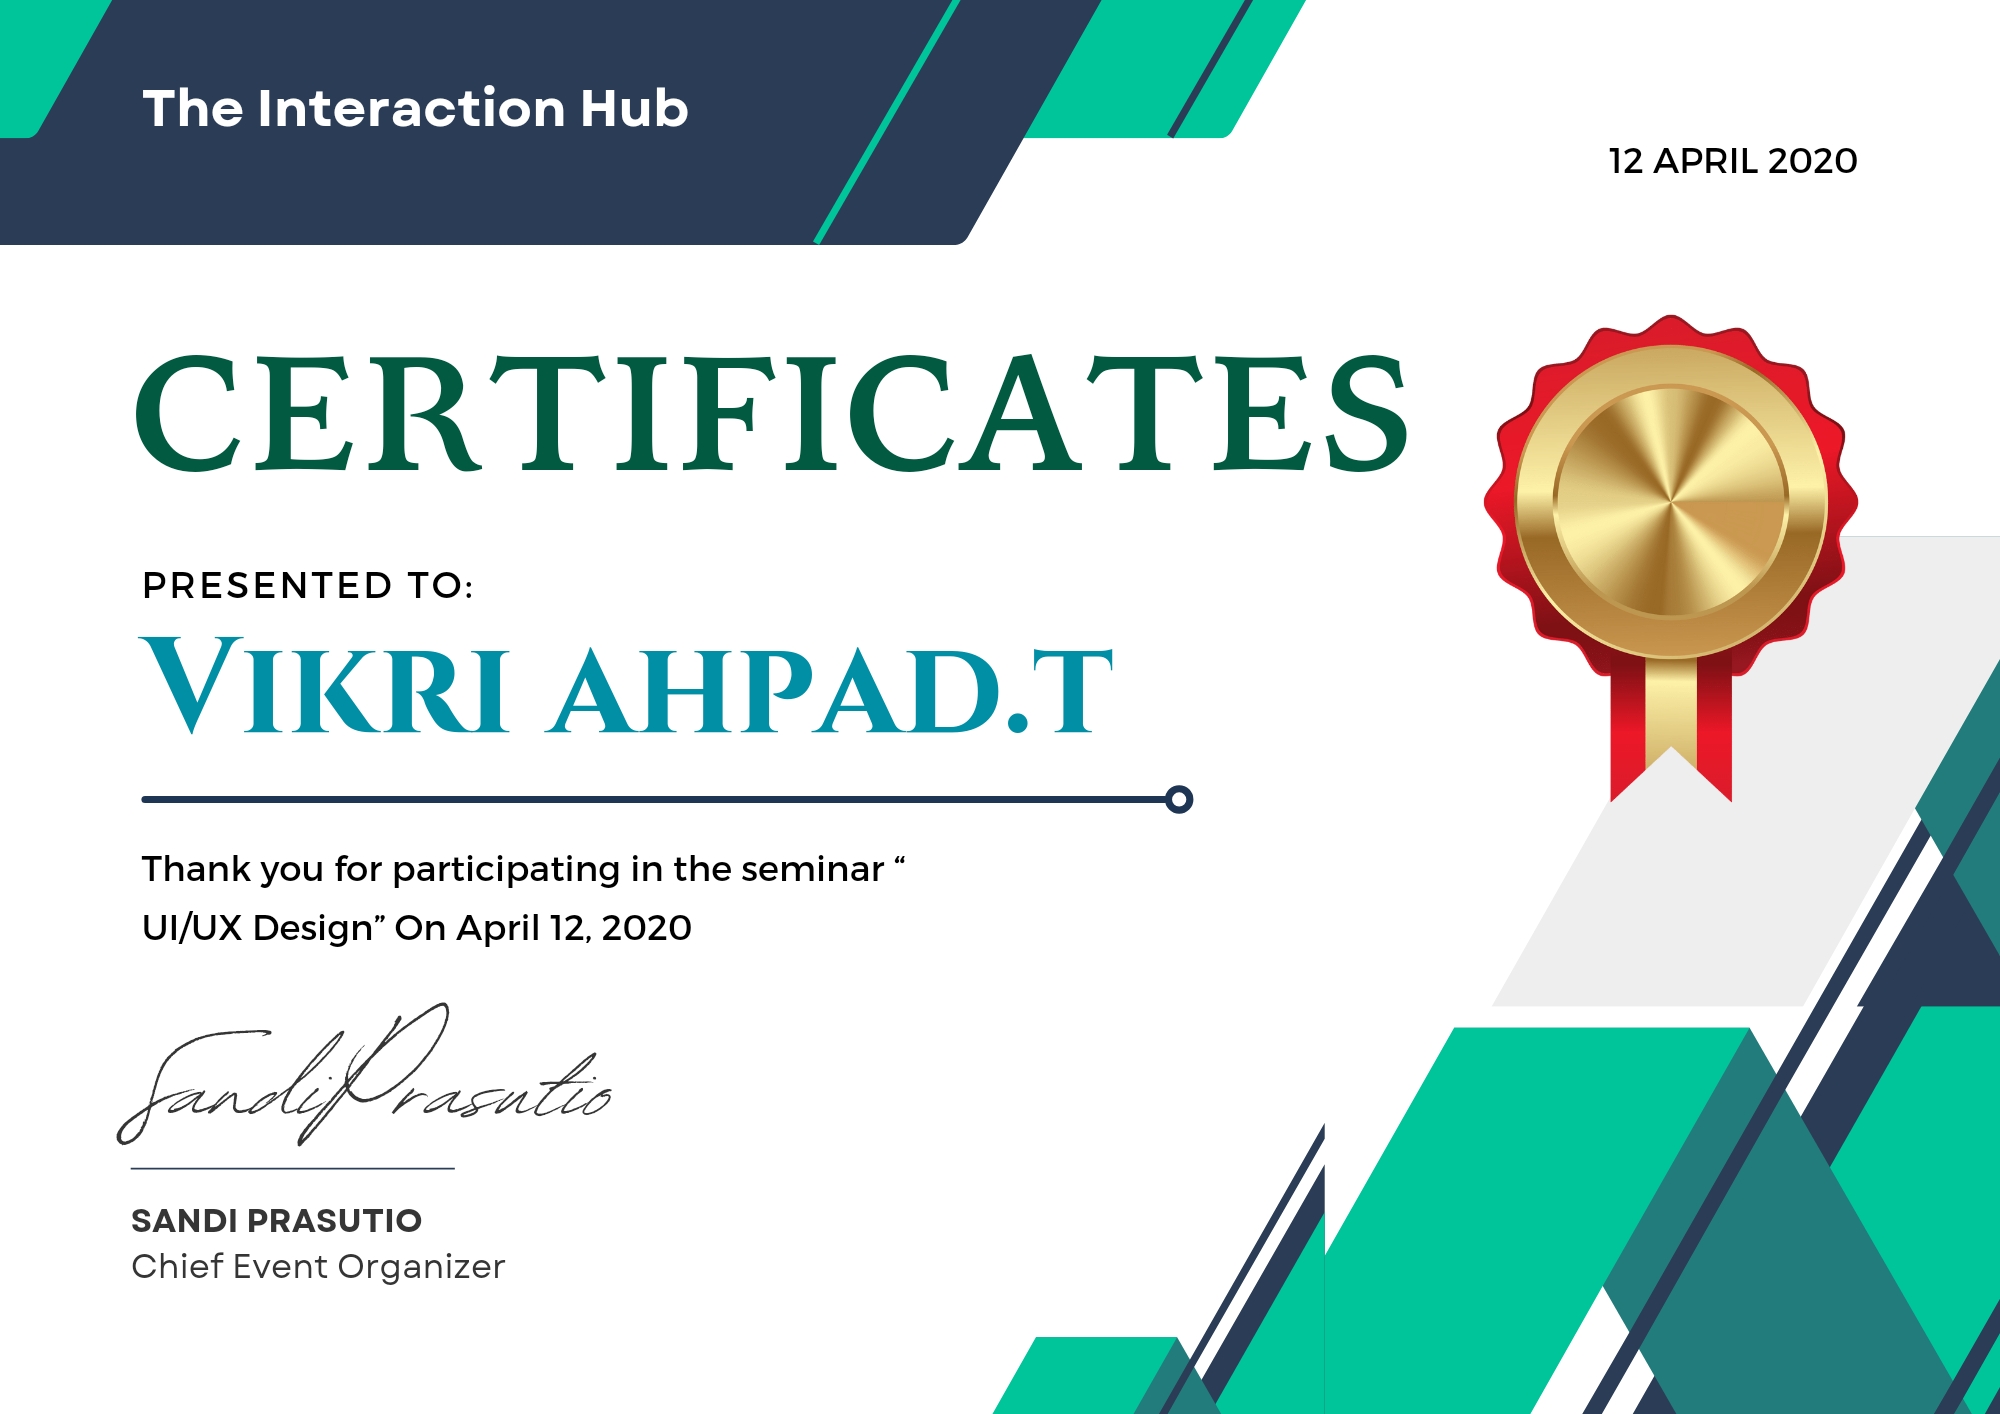 The Interaction Hub
12 APRIL 2020
CERTIFICATES
PRESENTED TO:
VIKRI AHPAD.T
Thank you for participating in the seminar “
UI/UX Design” On April 12, 2020
Sandi Prasutio
SANDI PRASUTIO
Chief Event Organizer